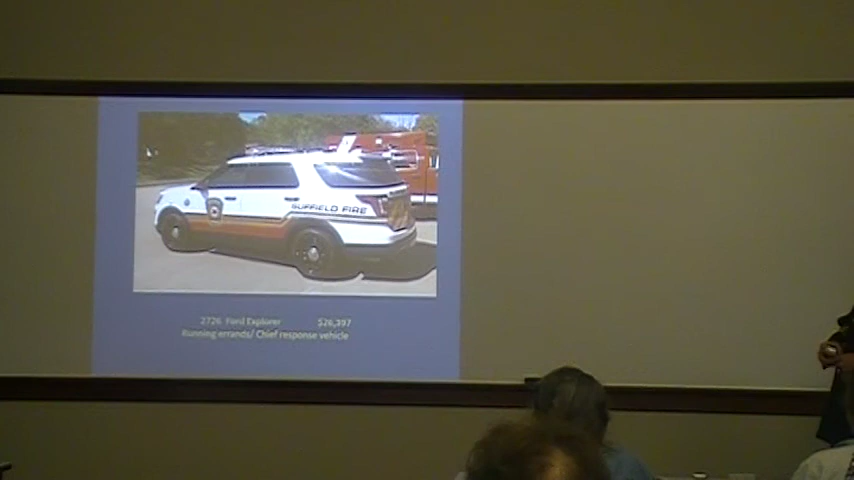 SUFFIELD FIRE
2726 Ford Explorer $26,397
Running errands/ Chief response vehicle